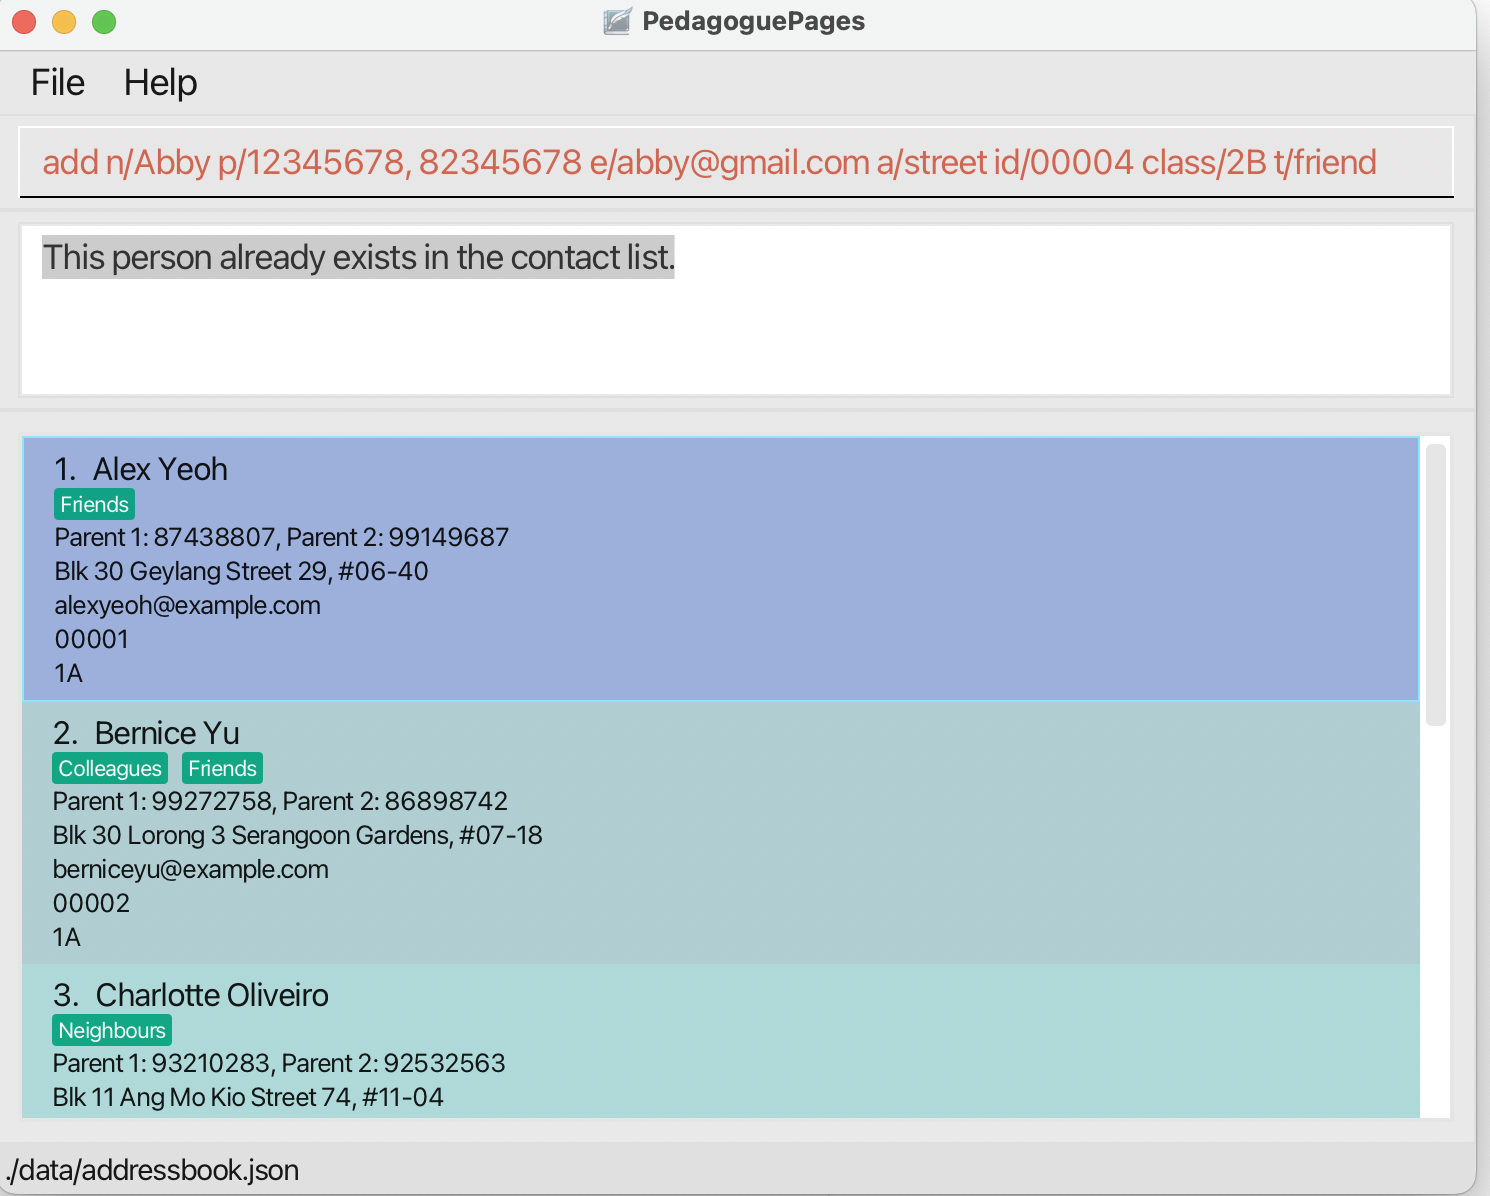 PedagoguePages
File Help
add n/Abby p/12345678, 82345678 e/abby@gmail.com a/street id/00004 class/2B t/friend
This person already exists in the contact list.
1. Alex Yeoh
Friends
Parent 1: 87438807, Parent 2: 99149687
Blk 30 Geylang Street 29, #06-40
alexyeoh@example.com
00001
1A
2. Bernice Yu
Colleagues Friends
Parent 1: 99272758, Parent 2: 86898742
Blk 30 Lorong 3 Serangoon Gardens, #07-18
berniceyu@example.com
00002
1A
3. Charlotte Oliveiro
Neighbours
Parent 1: 93210283, Parent 2: 92532563
Blk 11 Ang Mo Kio Street 74, #11-04
./data/addressbook.json